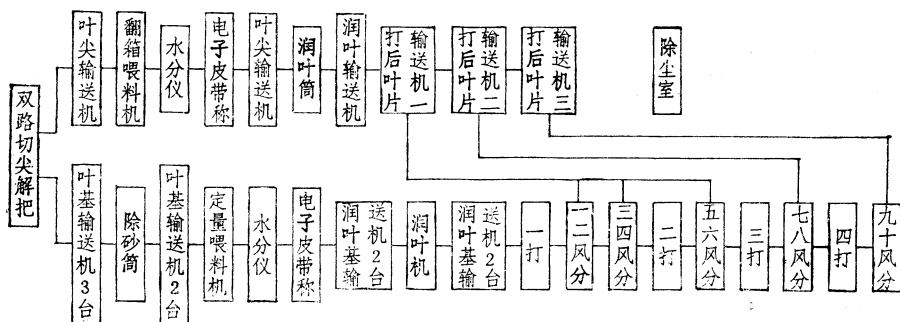 双路切尖解把
叶尖输送机
翻箱喂料机
水分仪
电子皮带称
叶尖输送机
润叶筒
润叶输送机
打后叶片
输送机一
打后叶片
输送机二
打后叶片
输送机三
除尘室
叶基输送机3台
除砂筒
叶基输送机2台
定量喂料机
水分仪
电子皮带称
润叶基输
送机2台
润叶机
润叶基输
送机2台
一打
一二风分
三四风分
二打
五六风分
三打
七八风分
四打
九十风分